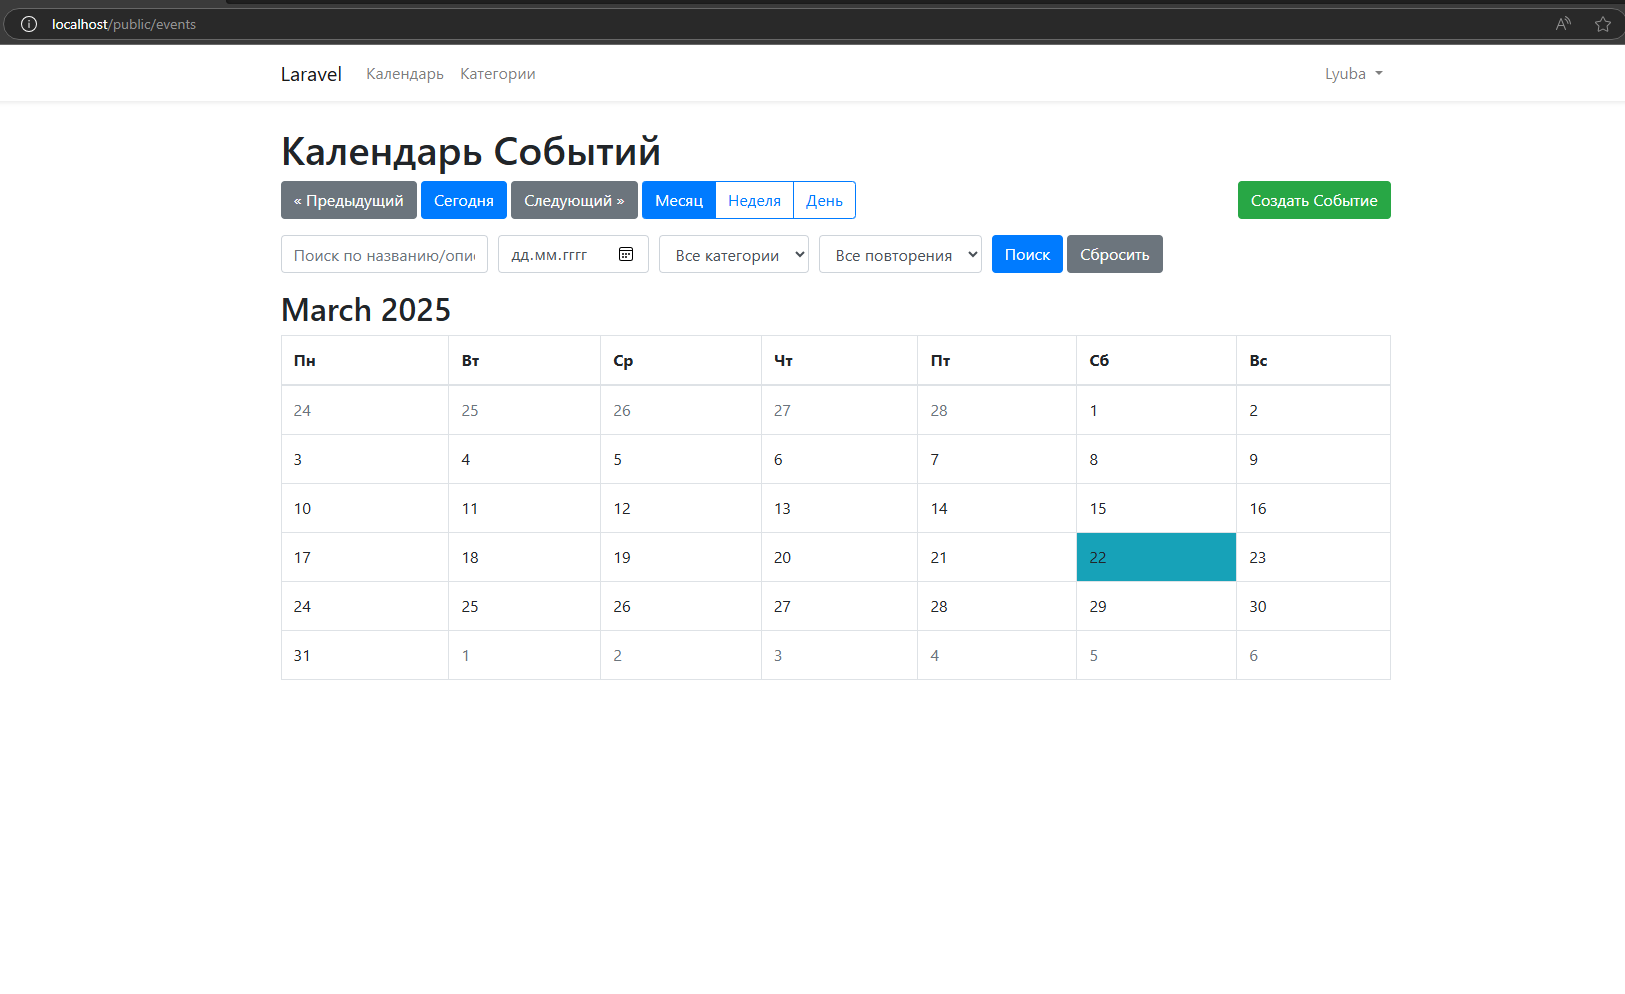 localhost/public/events
Laravel Календарь Категории Lyuba
Календарь Событий
« Предыдущий Сегодня Следующий » Месяц Неделя День Создать Событие
Поиск по названию/опи дд.мм.гггг Все категории Все повторения Поиск Сбросить
March 2025
Пн Вт Ср Чт Пт Сб Вс
24 25 26 27 28 1 2
3 4 5 6 7 8 9
10 11 12 13 14 15 16
17 18 19 20 21 22 23
24 25 26 27 28 29 30
31 1 2 3 4 5 6